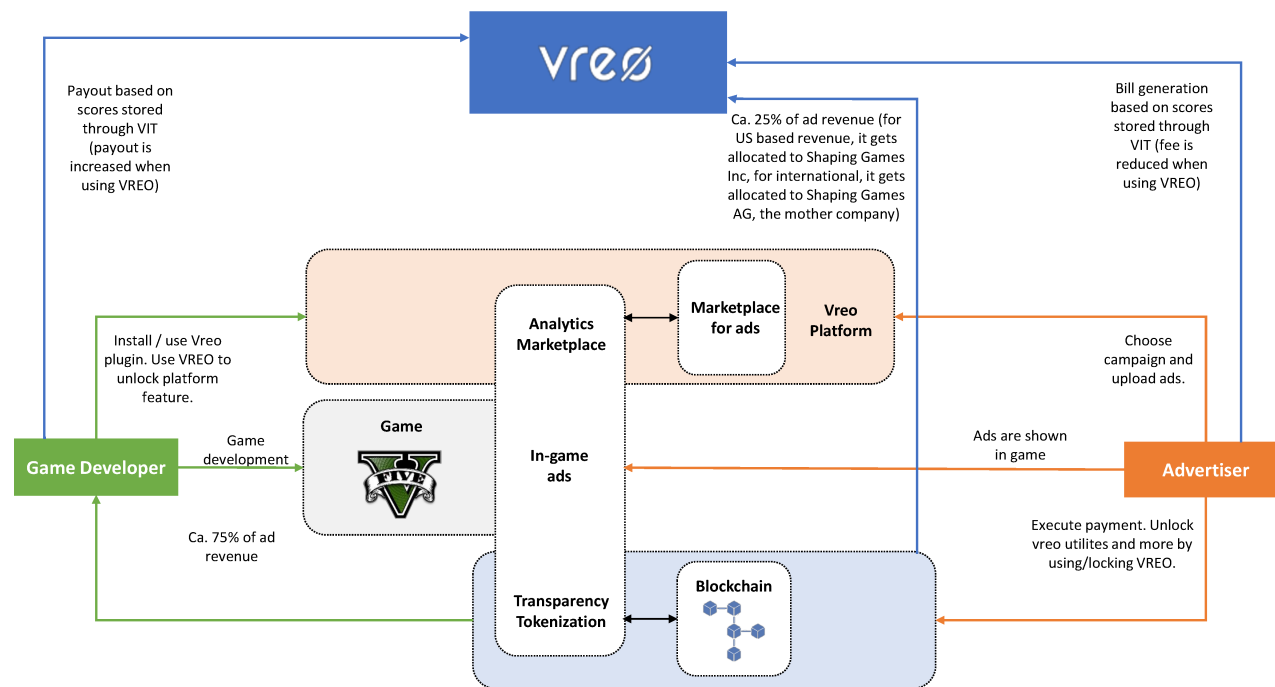 vreø
Payout based on
scores stored
through VIT
(payout is
increased when
using VREO)
Ca. 25% of ad revenue (for
US based revenue, it gets
allocated to Shaping Games
Inc, for international, it gets
allocated to Shaping Games
AG, the mother company)
Bill generation
based on scores
stored through
VIT (fee is
reduced when
using VREO)
Install / use Vreo
plugin. Use VREO to
unlock platform
feature.
Analytics
Marketplace
Marketplace
for ads
Vreo
Platform
Choose
campaign and
upload ads.
Game Developer
Game
development
Game
V
FIVE
In-game
ads
Ads are shown
in game
Advertiser
Ca. 75% of ad
revenue
Execute payment. Unlock
vreo utilites and more by
using/locking VREO.
Transparency
Tokenization
Blockchain